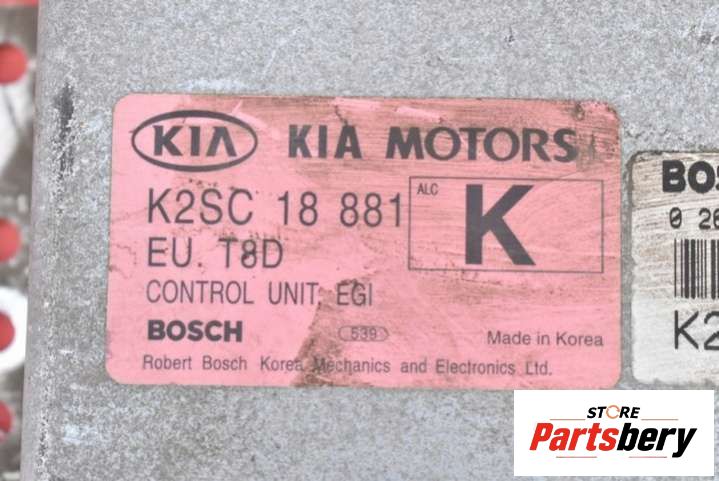 KIA KIA MOTORS
K2SC 18 881
ALC
K
EU. T8D
CONTROL UNIT, EGI
BOSCH 539 Made in Korea
Robert Bosch Korea Mechanics and Electronics Ltd.
0 26
K2
STORE
Partsbery